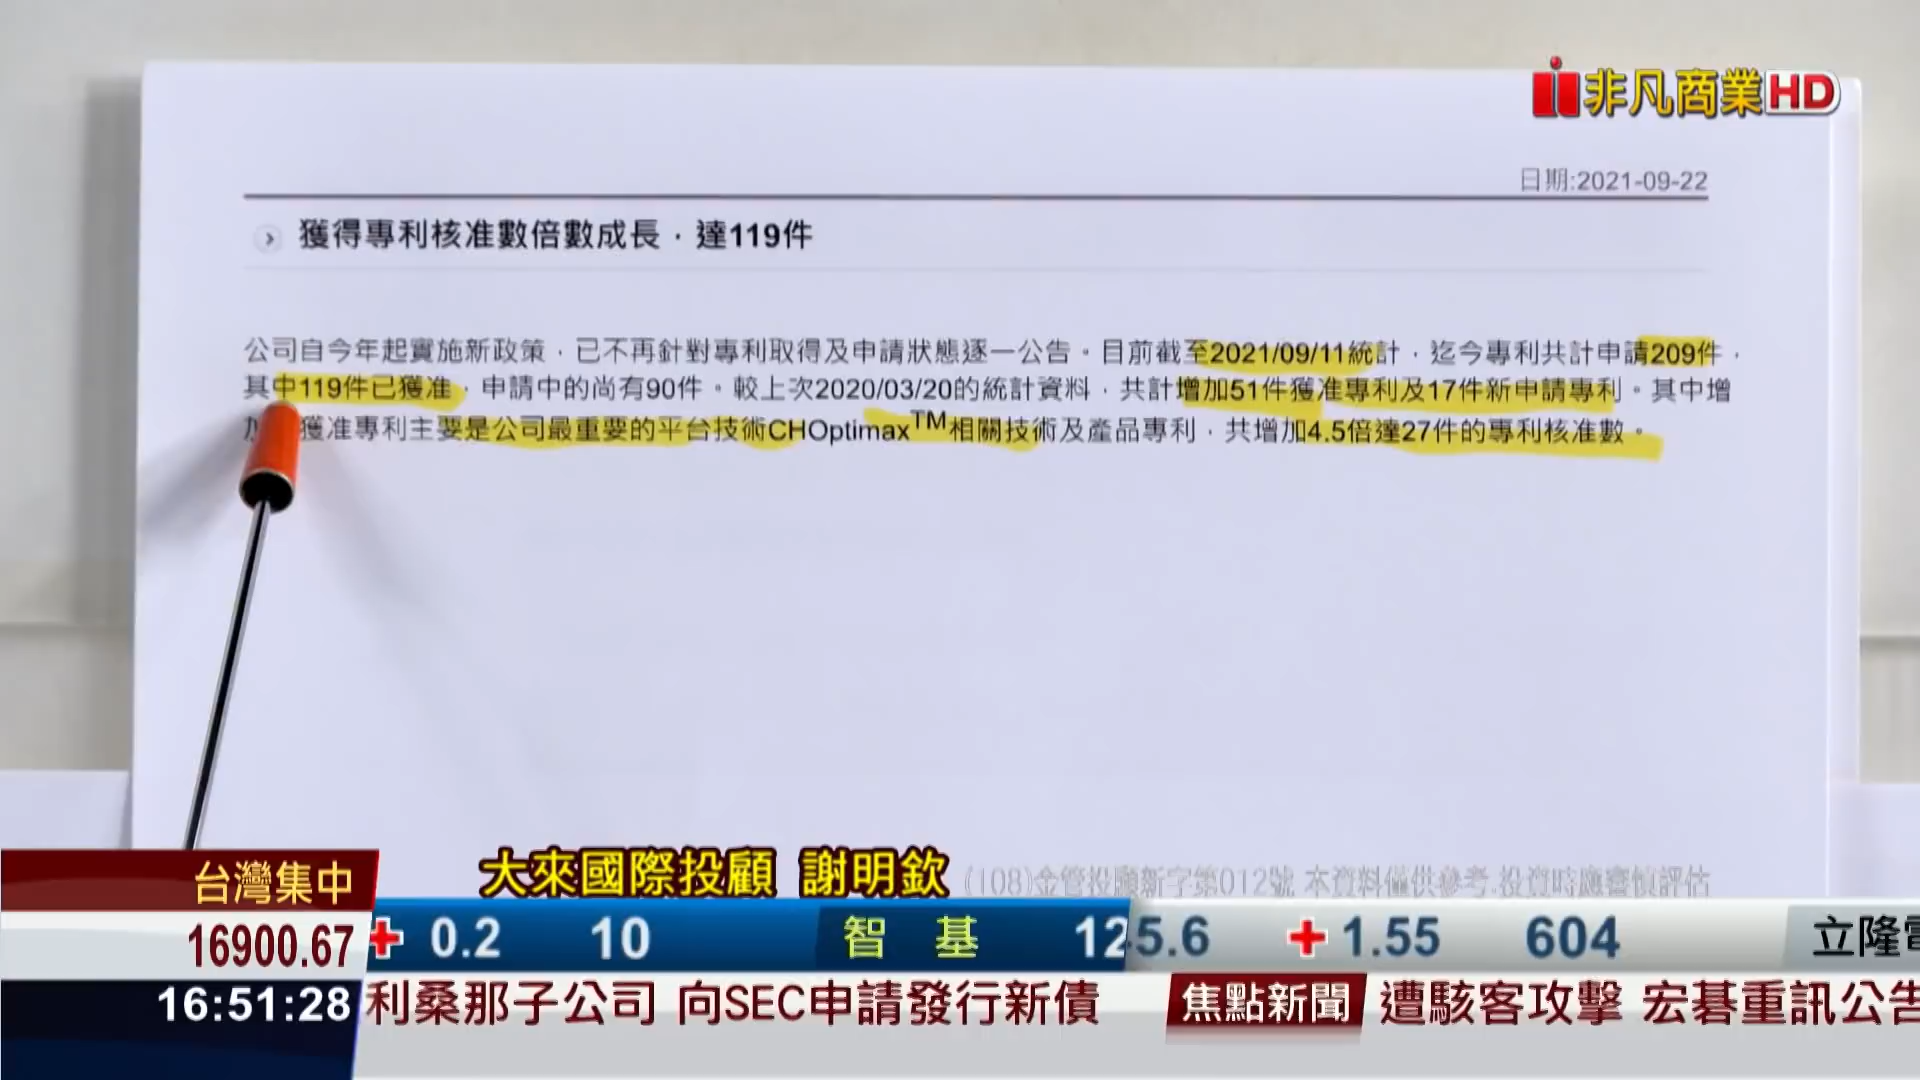 非凡商業HD
日期:2021-09-22
獲得專利核准數倍數成長，達119件
公司自今年起實施新政策，已不再針對專利取得及申請狀態逐一公告。目前截至2021/09/11統計，迄今專利共計申請209件，
其中119件已獲准，申請中的尚有90件。較上次2020/03/20的統計資料，共計增加51件獲准專利及17件新申請專利。其中增
獲准專利主要是公司最重要的平台技術CHOptimax™相關技術及產品專利，共增加4.5倍達27件的專利核准數。
台灣集中
大來國際投顧 謝明欽
(108)金管投顧新字第012號 本資料僅供參考,投資時應審慎評估
16900.67
+ 0.2 10 智基 125.6 + 1.55 604 立隆電
16:51:28
利桑那子公司 向SEC申請發行新債 焦點新聞 遭駭客攻擊 宏碁重訊公告